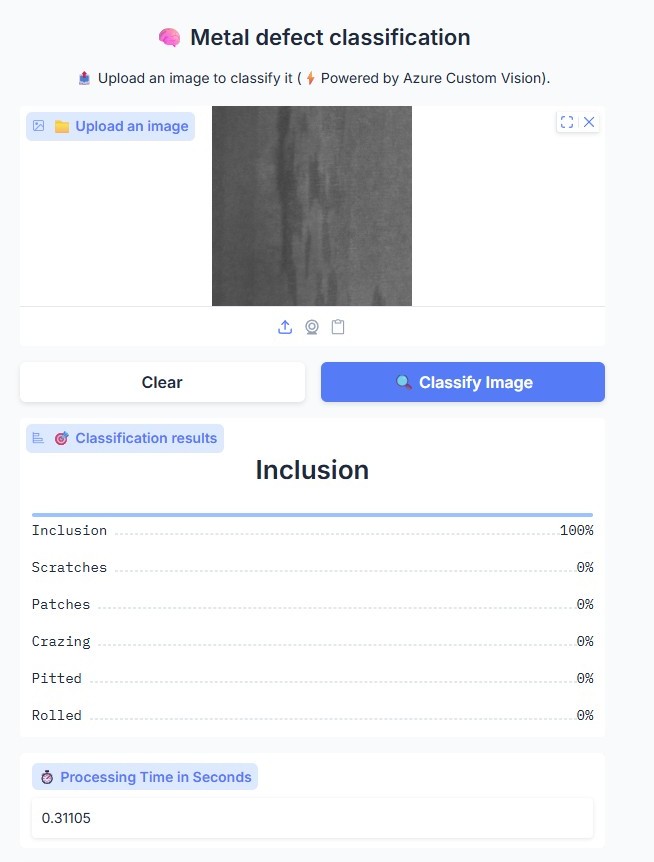 🧠 Metal defect classification
📤 Upload an image to classify it (⚡ Powered by Azure Custom Vision).
📁 Upload an image
Clear
🔍 Classify Image
🎯 Classification results
Inclusion
Inclusion 100%
Scratches 0%
Patches 0%
Crazing 0%
Pitted 0%
Rolled 0%
⏱️ Processing Time in Seconds
0.31105